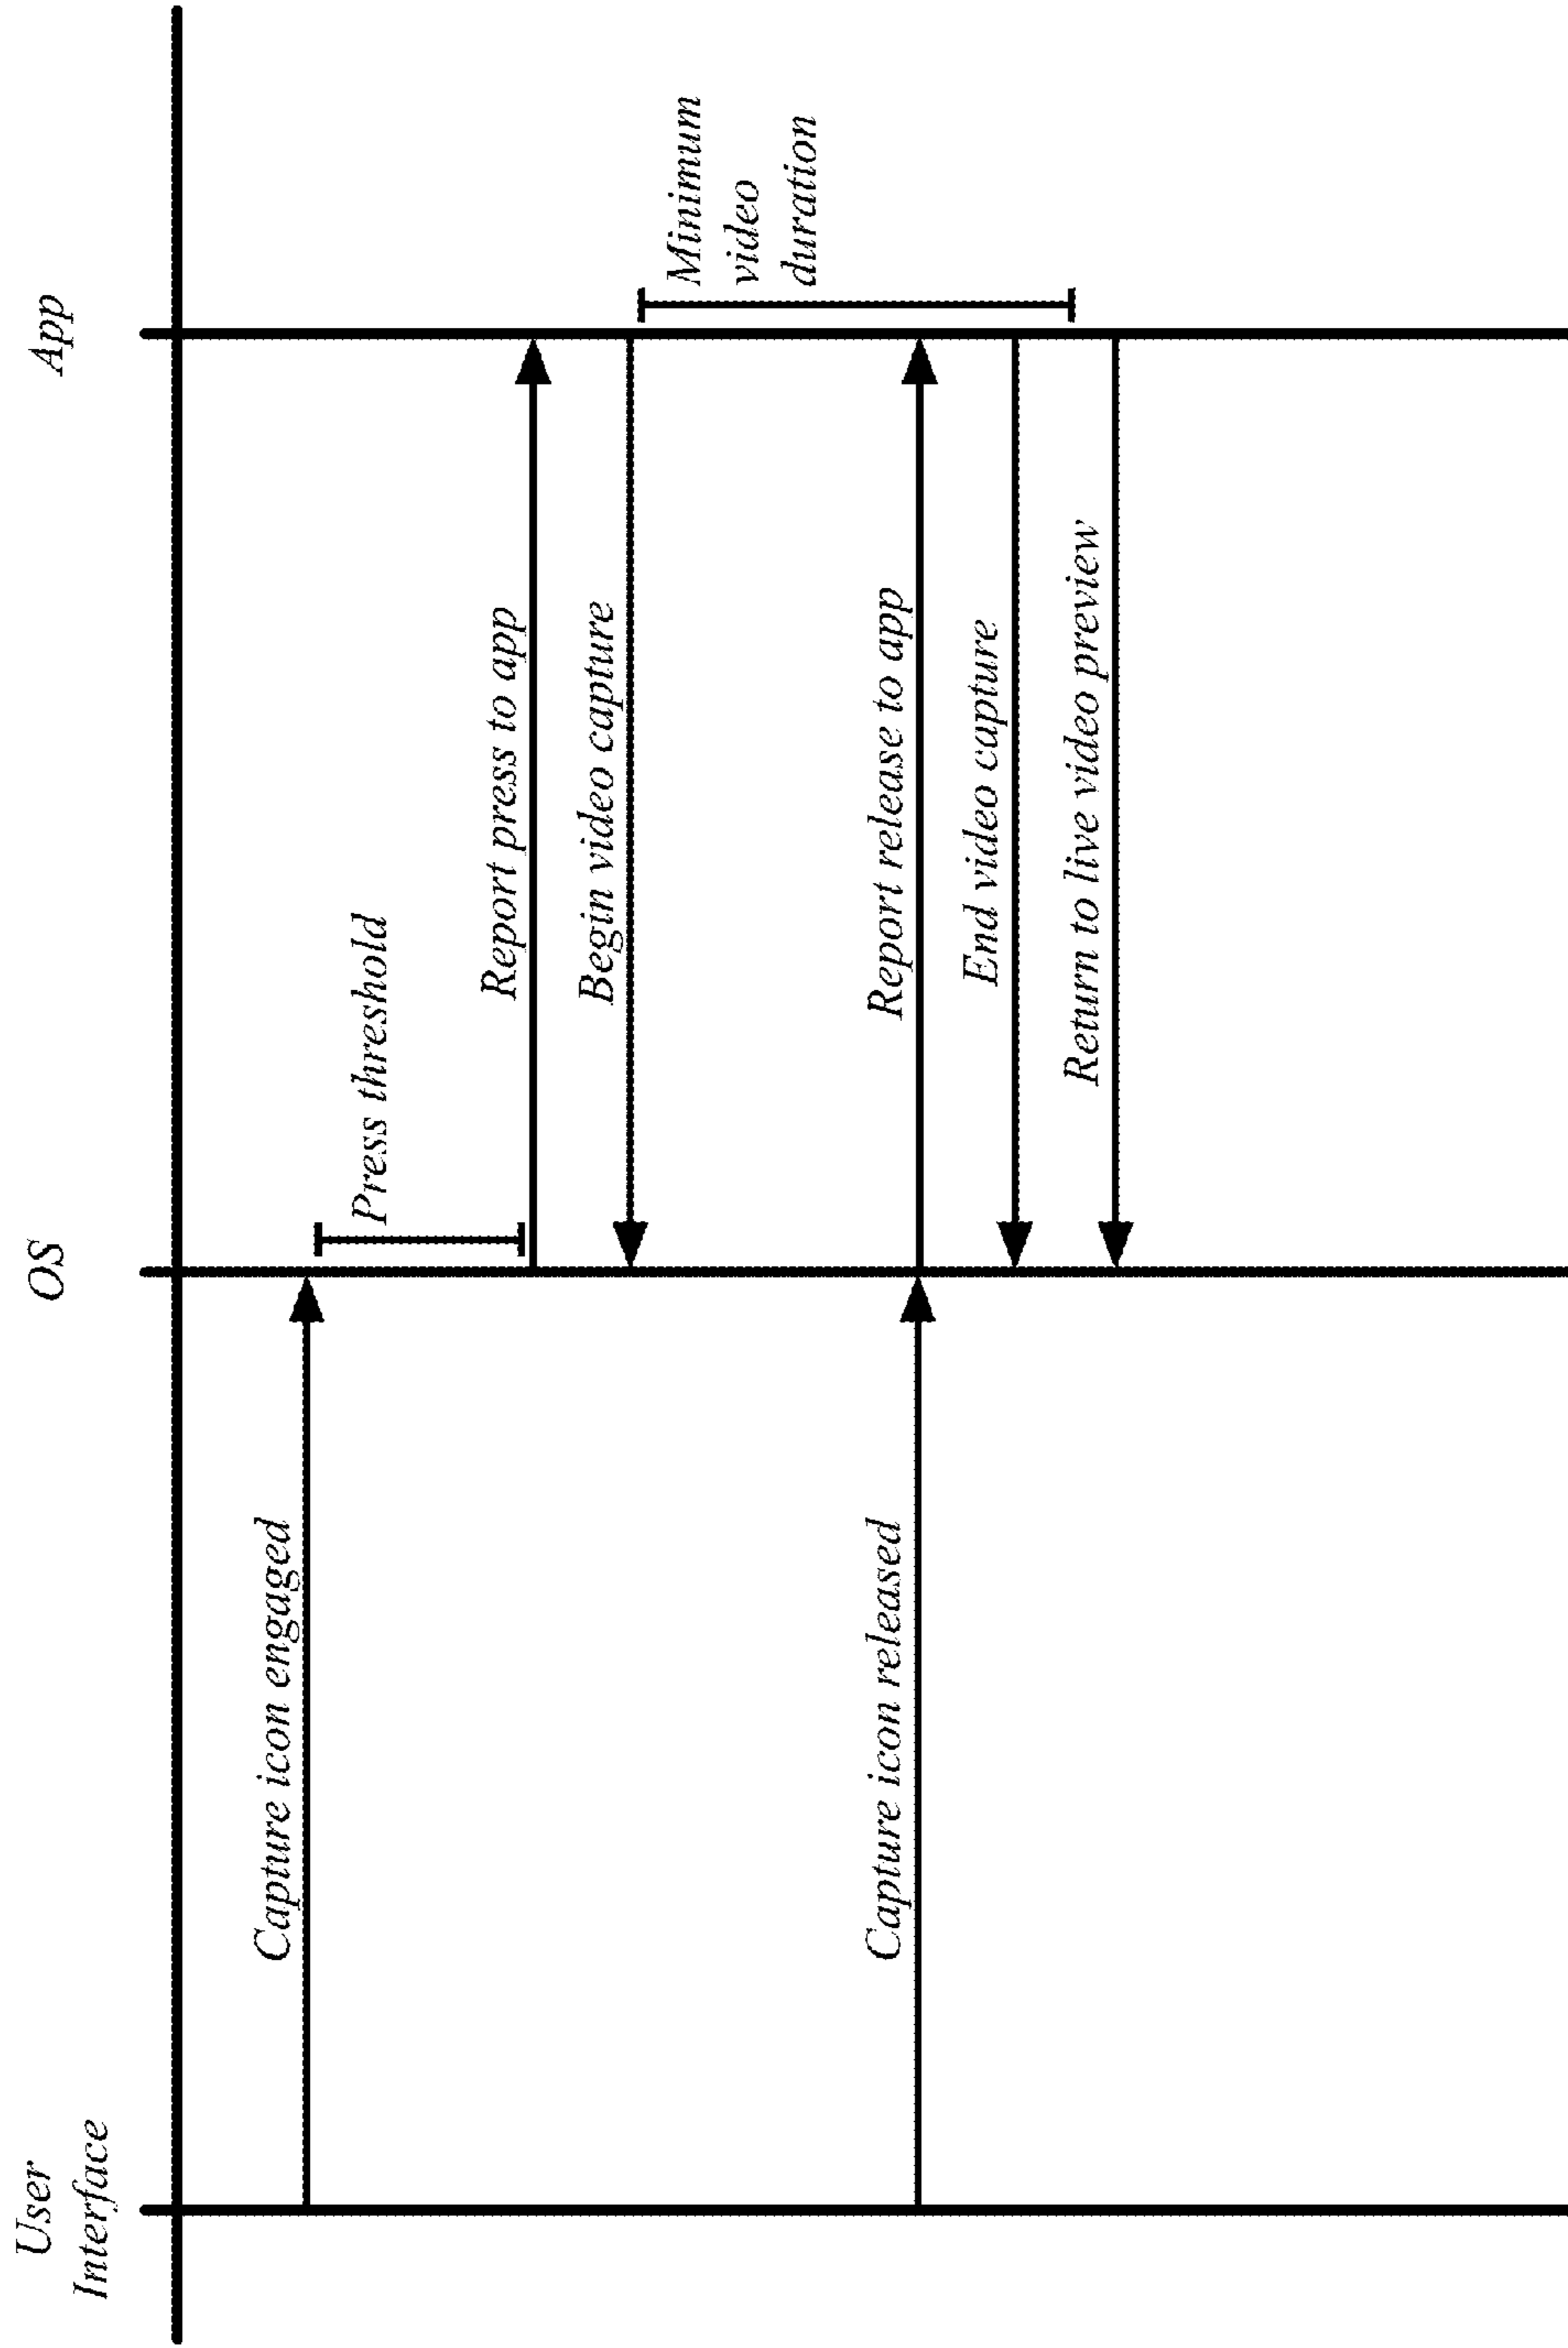 User
Interface
OS
App
Capture icon engaged
Press threshold
Report press to app
Begin video capture
Minimum
video
duration
Capture icon released
Report release to app
End video capture
Return to live video preview